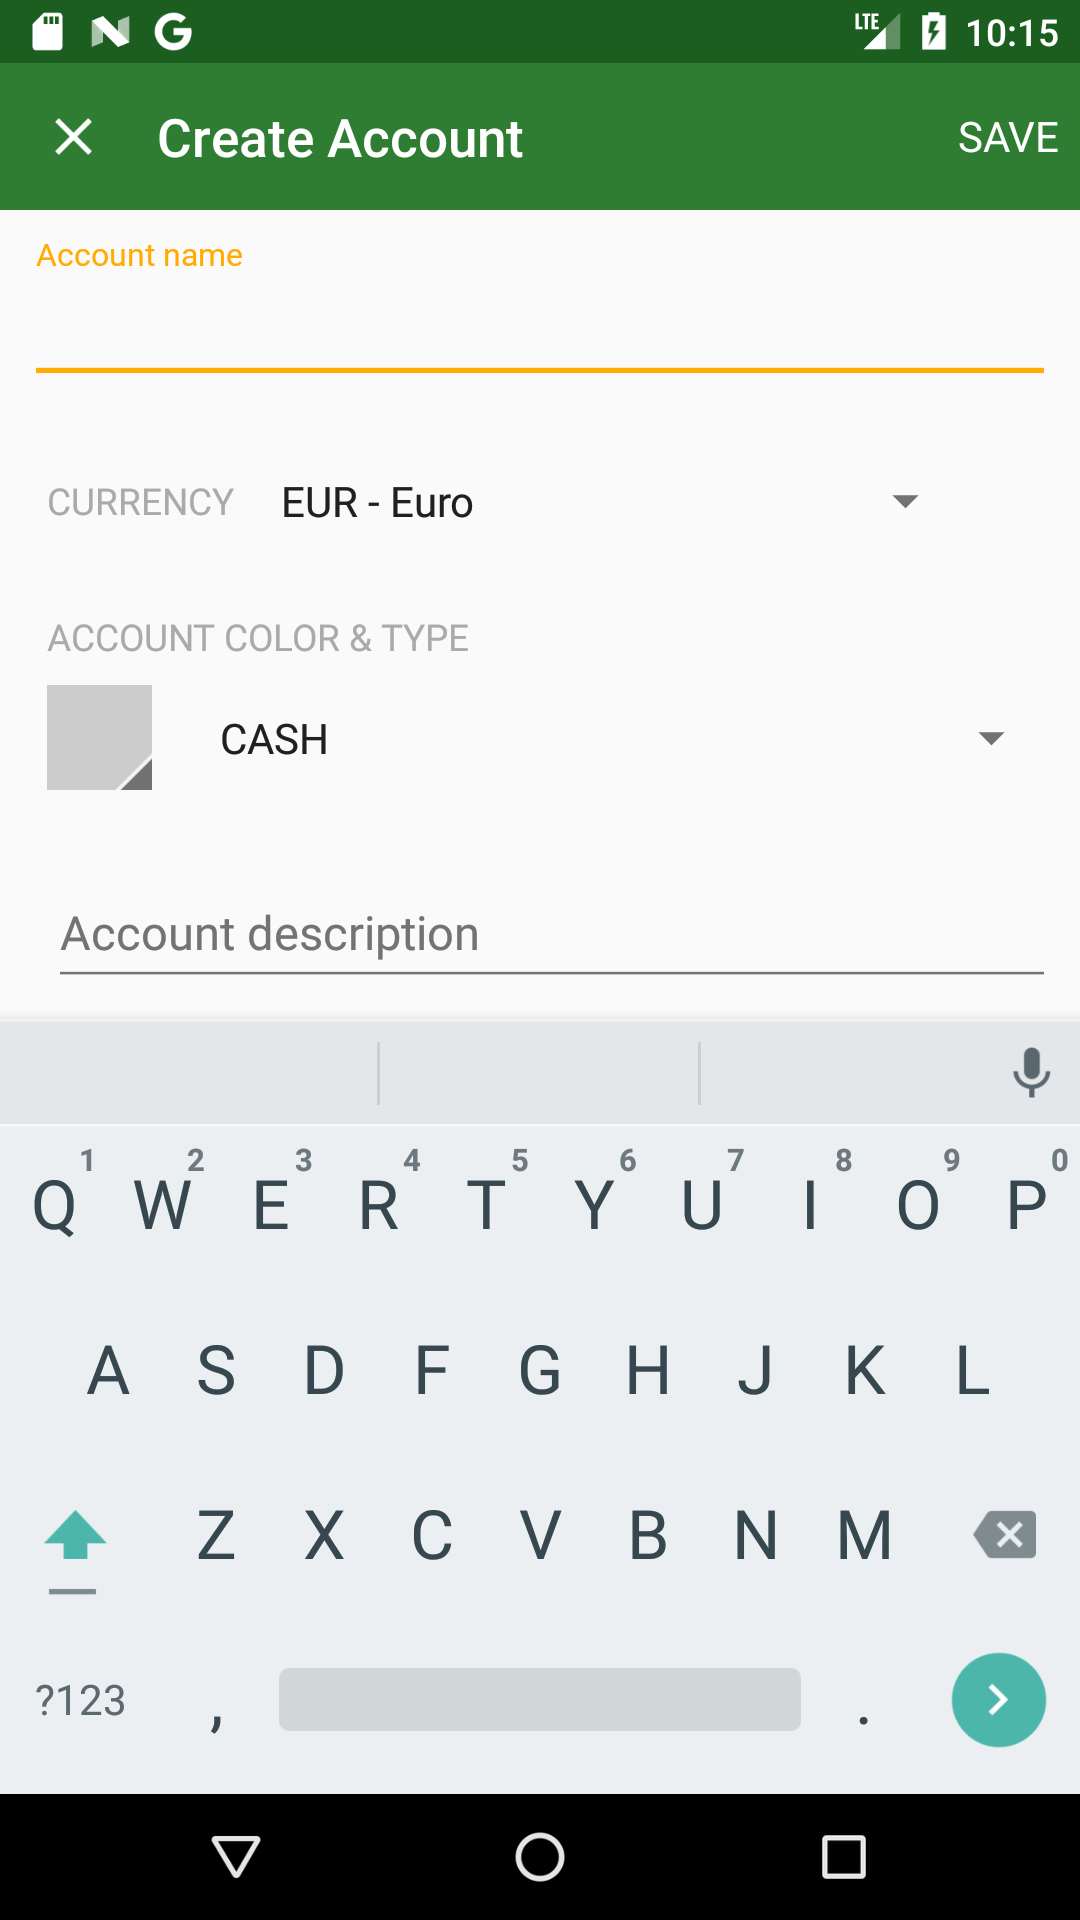 LTE 10:15
Create Account SAVE
Account name
CURRENCY EUR - Euro
ACCOUNT COLOR & TYPE
CASH
Account description
1 2 3 4 5 6 7 8 9 0
Q W E R T Y U I O P
A S D F G H J K L
Z X C V B N M
?123 , .